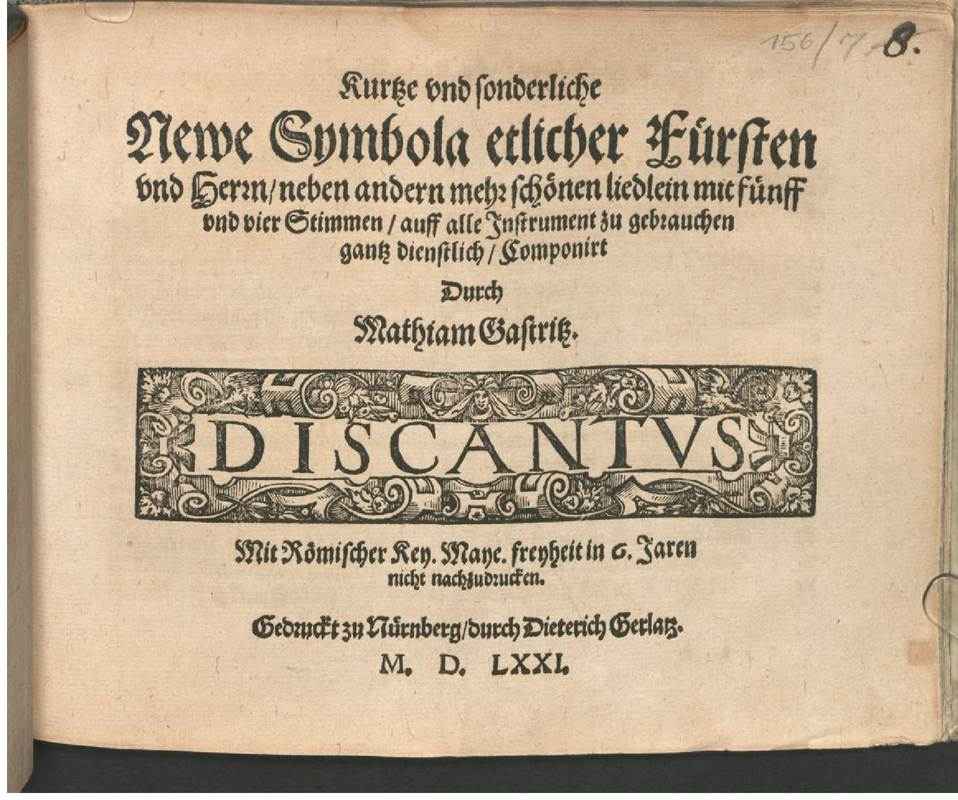 156/7 8.
Kurtze vnd sonderliche
Newe Symbola etlicher Fürsten
vnd Herrn/ neben andern mehr schönen liedlein mit fünff
vnd vier Stimmen / auff alle Instrument zu gebrauchen
gantz dienstlich / Componirt
Durch
Mathiam Gastritz.
DISCANTVS
Mit Römischer Key. Maye. freyheit in 6. Jaren
nicht nachzudrucken.
Gedruckt zu Nürnberg/ durch Dieterich Gerlatz.
M. D. LXXI.